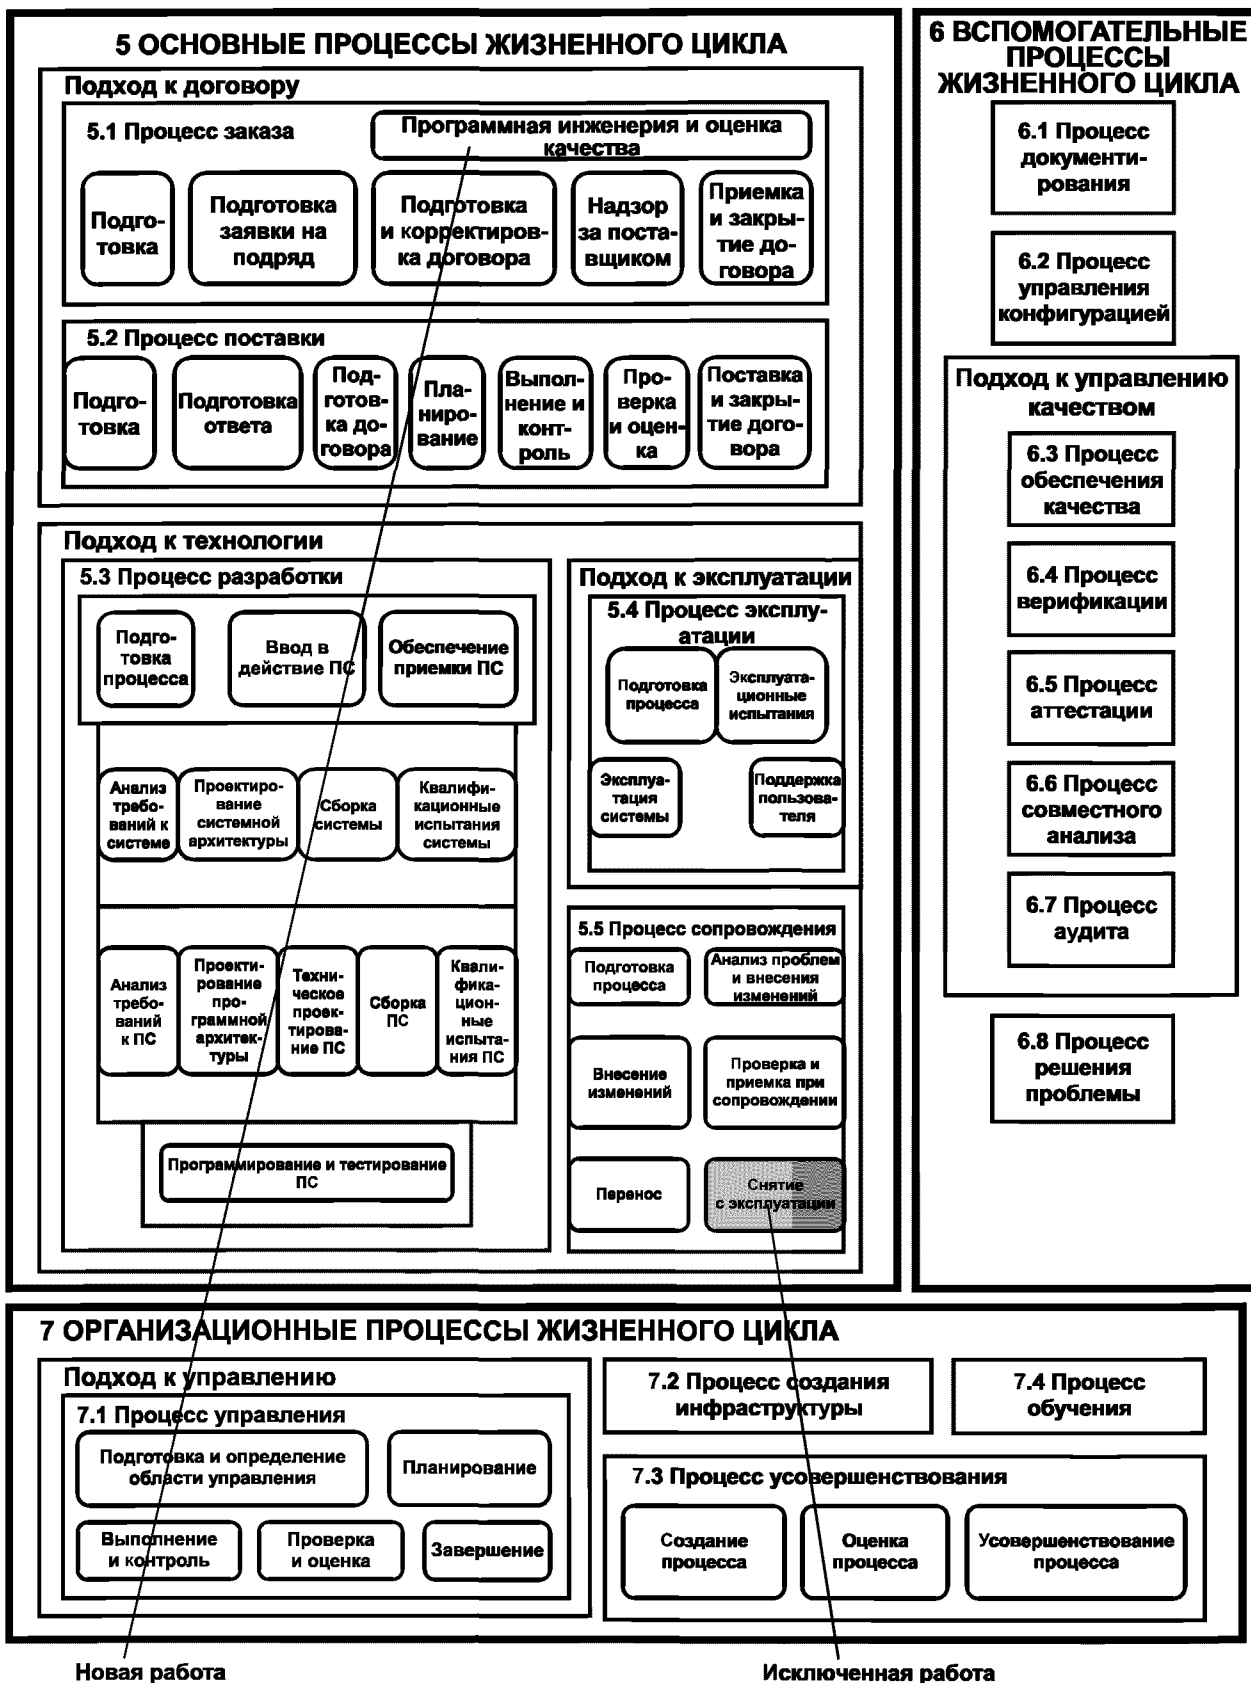 5 ОСНОВНЫЕ ПРОЦЕССЫ ЖИЗНЕННОГО ЦИКЛА
Подход к договору
5.1 Процесс заказа
Программная инженерия и оценка
качества
Подго-
товка
Подготовка
заявки на
подряд
Подготовка
и корректиров-
ка договора
Надзор
за поста-
вщиком
Приемка
и закры-
тие до-
говора
5.2 Процесс поставки
Подго-
товка
Подготовка
ответа
Под-
готов-
ка до-
говора
Пла-
ниро-
вание
Выпол-
нение и
конт-
роль
Про-
верка
и оцен-
ка
Поставка
и закры-
тие дого-
вора
Подход к технологии
5.3 Процесс разработки
Подго-
товка
процесса
Ввод в
действие ПС
Обеспечение
приемки ПС
Анализ
требо-
ваний к
системе
Проектиро-
вание
системной
архитектуры
Сборка
системы
Квалифи-
кационные
испытания
системы
Анализ
требо-
ваний
к ПС
Проекти-
рование
про-
граммной
архитек-
туры
Техни-
ческое
проек-
тирова-
ние ПС
Сборка
ПС
Квали-
фика-
цион-
ные
испыта-
ния ПС
Программирование и тестирование
ПС
Подход к эксплуатации
5.4 Процесс эксплу-
атации
Подготовка
процесса
Эксплуата-
ционные
испытания
Эксплуа-
тация
системы
Поддержка
пользова-
теля
5.5 Процесс сопровождения
Подготовка
процесса
Анализ проблем
и внесения
изменений
Внесение
изменений
Проверка и
приемка при
сопровождении
Перенос
Снятие
с эксплуатации
6 ВСПОМОГАТЕЛЬНЫЕ
ПРОЦЕССЫ
ЖИЗНЕННОГО ЦИКЛА
6.1 Процесс
документи-
рования
6.2 Процесс
управления
конфигурацией
Подход к управлению
качеством
6.3 Процесс
обеспечения
качества
6.4 Процесс
верификации
6.5 Процесс
аттестации
6.6 Процесс
совместного
анализа
6.7 Процесс
аудита
6.8 Процесс
решения
проблемы
7 ОРГАНИЗАЦИОННЫЕ ПРОЦЕССЫ ЖИЗНЕННОГО ЦИКЛА
Подход к управлению
7.1 Процесс управления
Подготовка и определение
области управления
Планирование
Выполнение
и контроль
Проверка
и оценка
Завершение
7.2 Процесс создания
инфраструктуры
7.4 Процесс
обучения
7.3 Процесс усовершенствования
Создание
процесса
Оценка
процесса
Усовершенствование
процесса
Новая работа
Исключенная работа